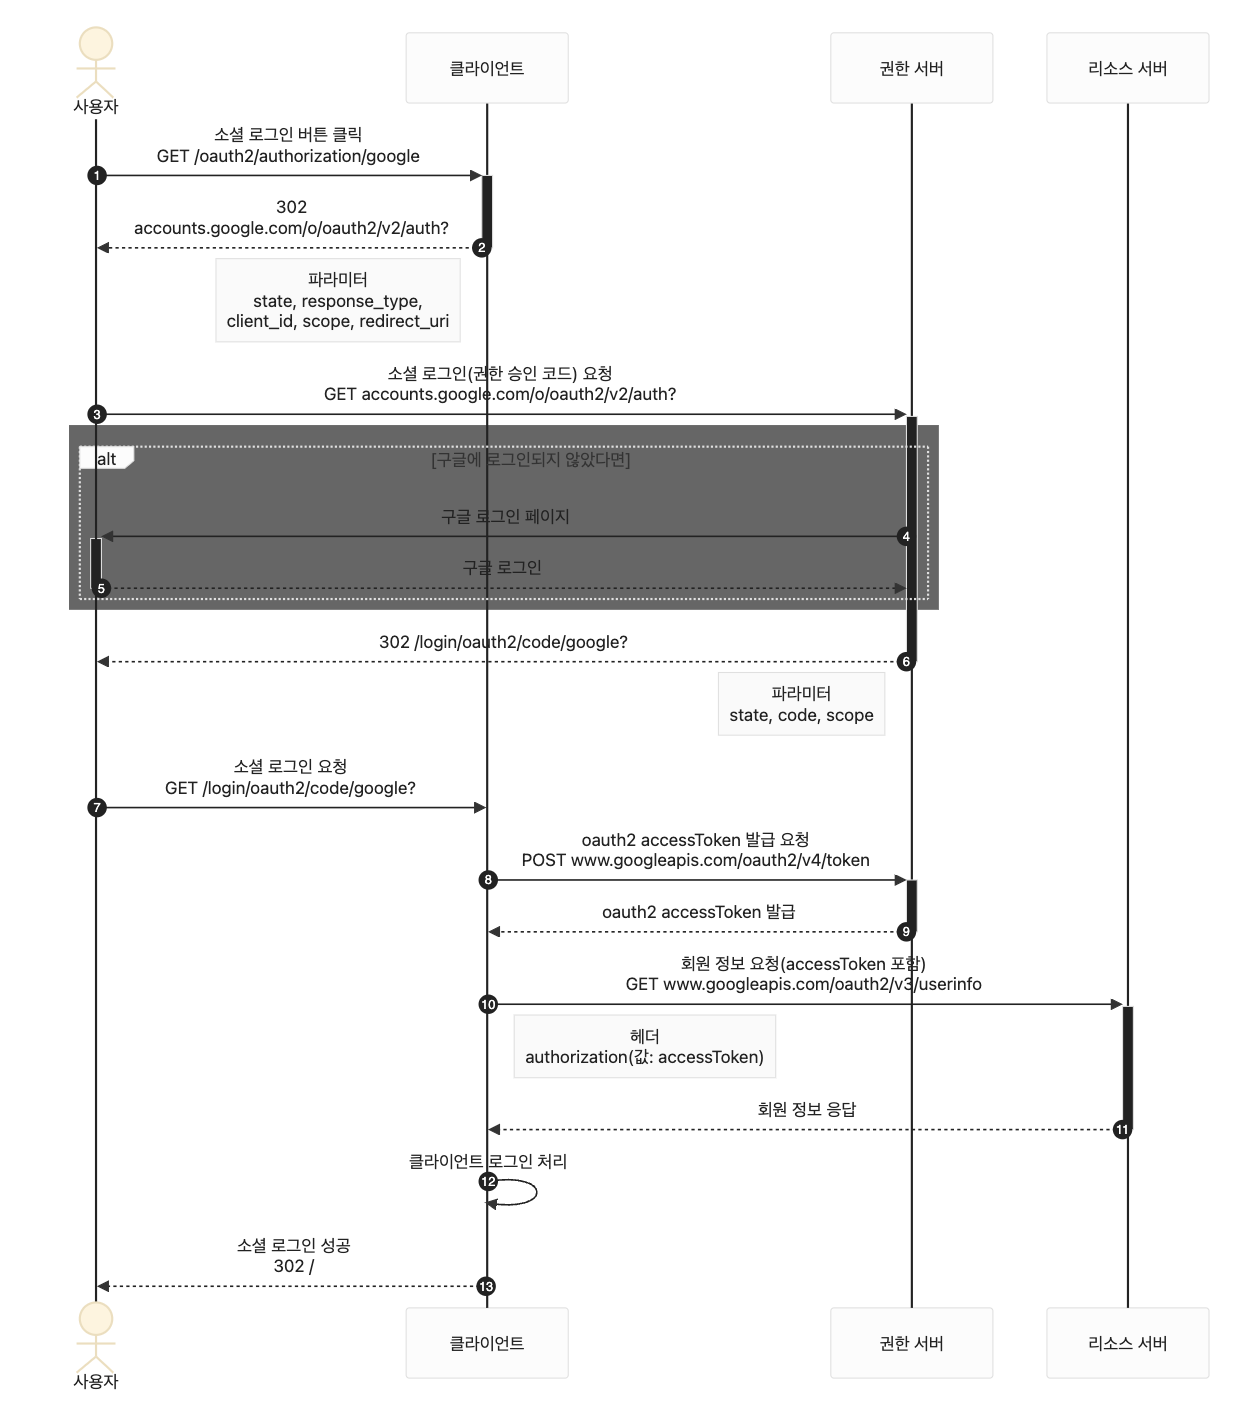 사용자
클라이언트
권한 서버
리소스 서버
소셜 로그인 버튼 클릭
GET /oauth2/authorization/google
1
302
accounts.google.com/o/oauth2/v2/auth?
2
파라미터
state, response_type,
client_id, scope, redirect_uri
소셜 로그인(권한 승인 코드) 요청
GET accounts.google.com/o/oauth2/v2/auth?
3
alt
[구글에 로그인되지 않았다면]
구글 로그인 페이지
4
구글 로그인
5
302 /login/oauth2/code/google?
6
파라미터
state, code, scope
소셜 로그인 요청
GET /login/oauth2/code/google?
7
oauth2 accessToken 발급 요청
POST www.googleapis.com/oauth2/v4/token
8
oauth2 accessToken 발급
9
회원 정보 요청(accessToken 포함)
GET www.googleapis.com/oauth2/v3/userinfo
10
헤더
authorization(값: accessToken)
회원 정보 응답
11
클라이언트 로그인 처리
12
소셜 로그인 성공
302 /
13
사용자
클라이언트
권한 서버
리소스 서버